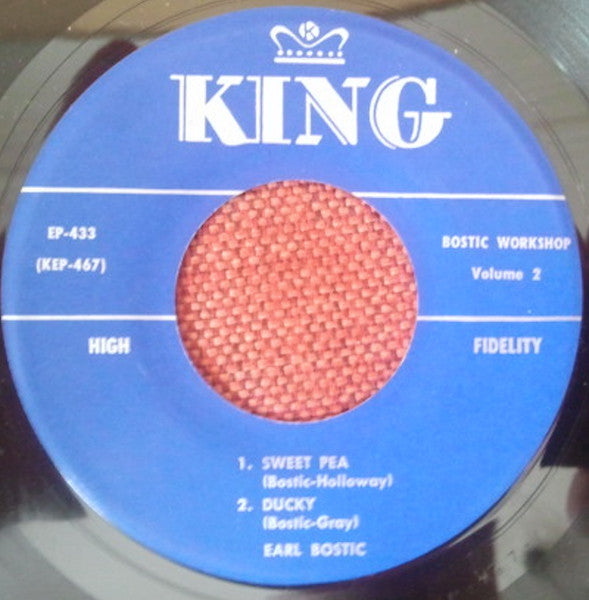 K
KING
EP-433
(KEP-467)
BOSTIC WORKSHOP
Volume 2
HIGH
FIDELITY
1. SWEET PEA
(Bostic-Holloway)
2. DUCKY
(Bostic-Gray)
EARL BOSTIC